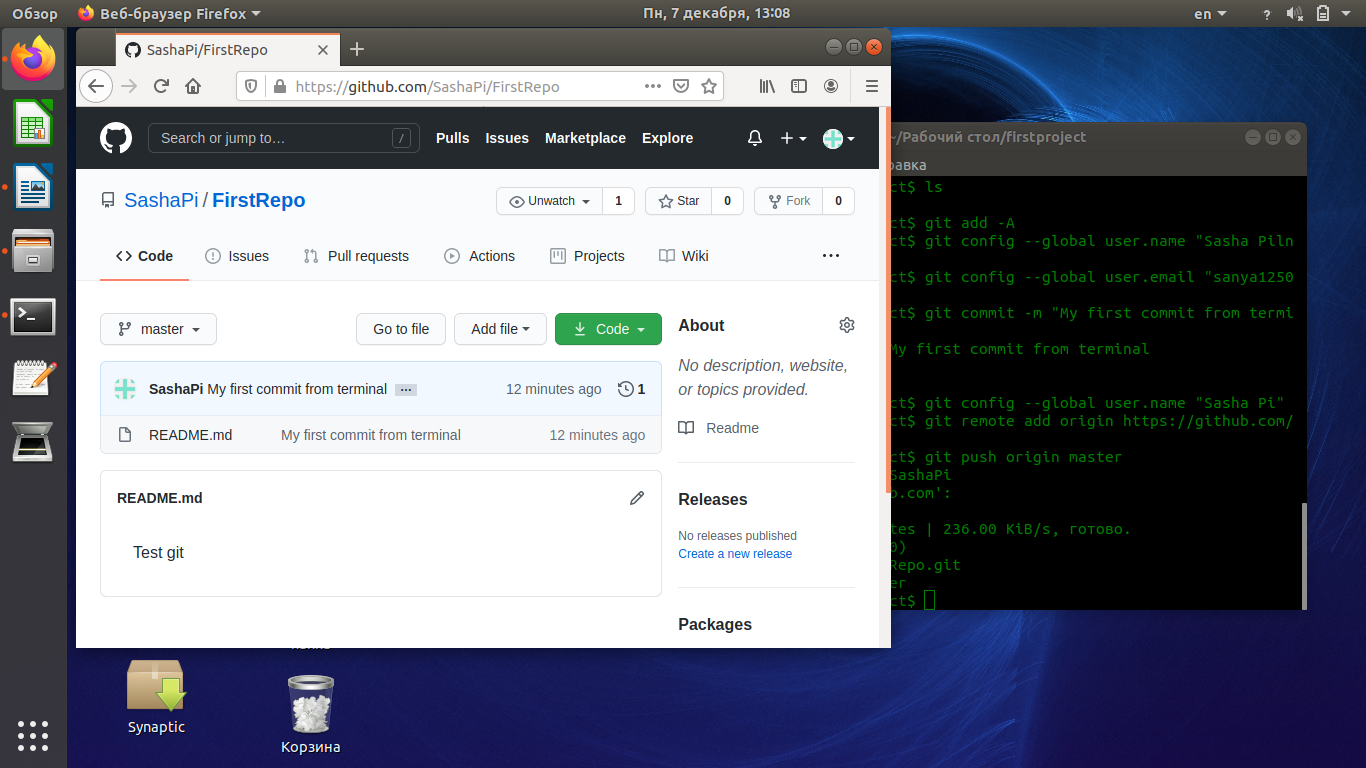 Обзор Веб-браузер Firefox Пн, 7 декабря, 13:08 en ?
SashaPi/FirstRepo
https://github.com/SashaPi/FirstRepo
Search or jump to… / Pulls Issues Marketplace Explore
SashaPi / FirstRepo Unwatch 1 Star 0 Fork 0
Code Issues Pull requests Actions Projects Wiki
master Go to file Add file Code
SashaPi My first commit from terminal 12 minutes ago 1
README.md My first commit from terminal 12 minutes ago
README.md
Test git
About
No description, website,
or topics provided.
Readme
Releases
No releases published
Create a new release
Packages
/Рабочий стол/firstproject
равка
ct$ ls
ct$ git add -A
ct$ git config --global user.name "Sasha Piln
ct$ git config --global user.email "sanya1250
ct$ git commit -m "My first commit from termi
My first commit from terminal
ct$ git config --global user.name "Sasha Pi"
ct$ git remote add origin https://github.com/
ct$ git push origin master
SashaPi
b.com':
tes | 236.00 KiB/s, готово.
0)
Repo.git
er
ct$
Synaptic
Корзина